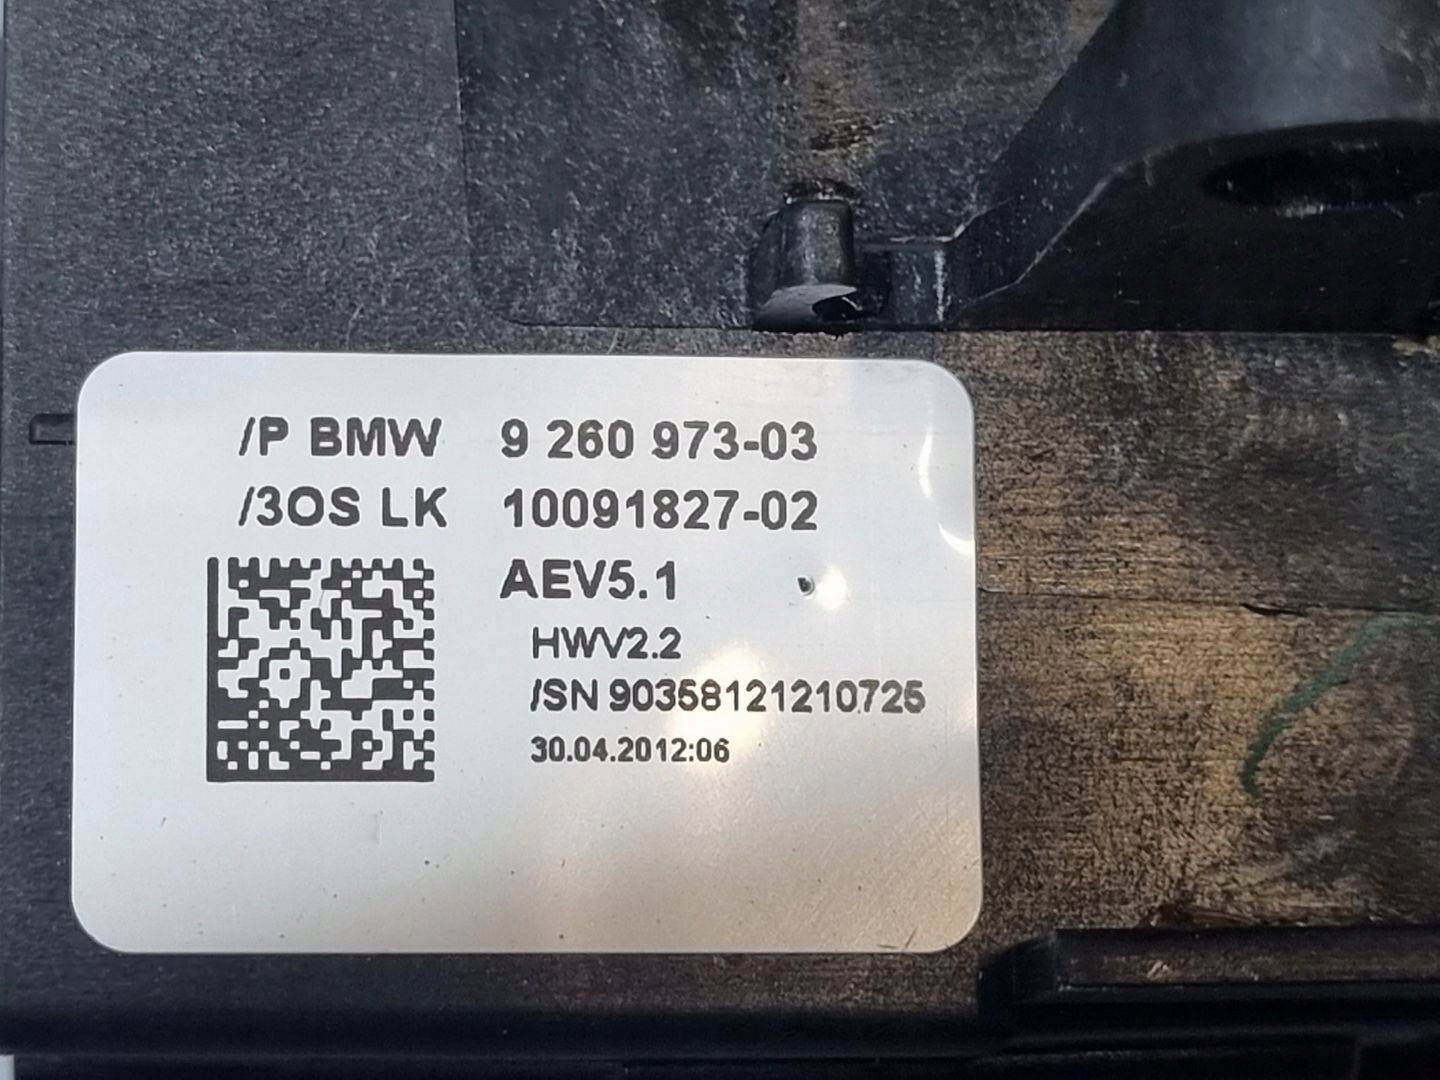 /P BMW 9 260 973-03
/3OS LK 10091827-02
AEV5.1
HWV2.2
/SN 90358121210725
30.04.2012:06